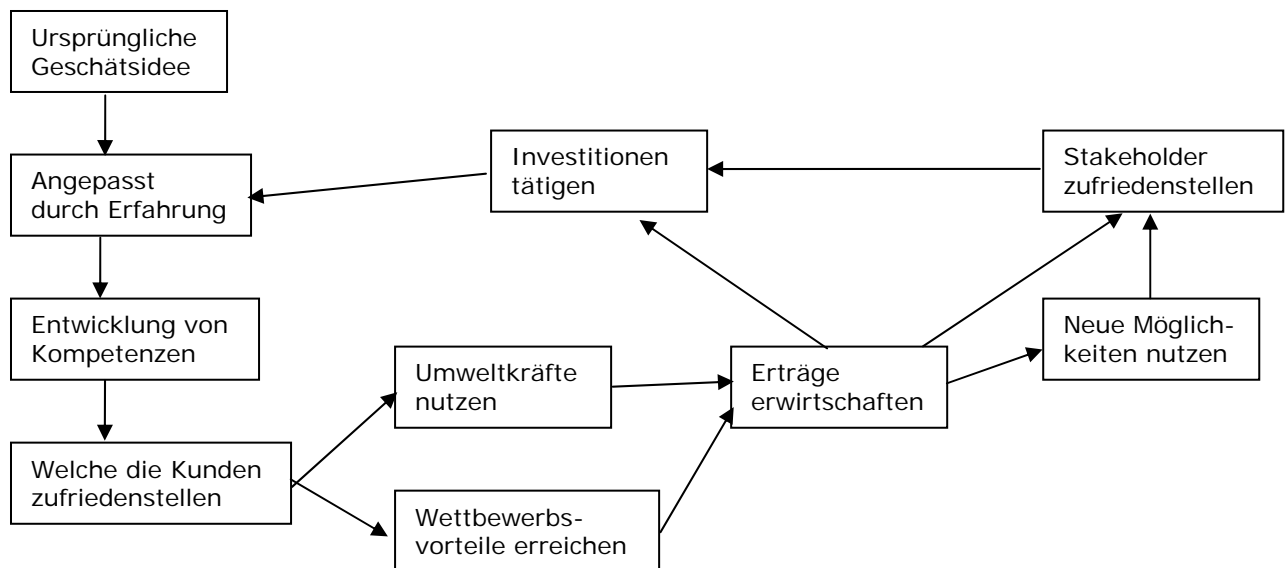 Ursprüngliche
Geschätsidee
Angepasst
durch Erfahrung
Entwicklung von
Kompetenzen
Welche die Kunden
zufriedenstellen
Umweltkräfte
nutzen
Wettbewerbs-
vorteile erreichen
Investitionen
tätigen
Erträge
erwirtschaften
Stakeholder
zufriedenstellen
Neue Möglich-
keiten nutzen